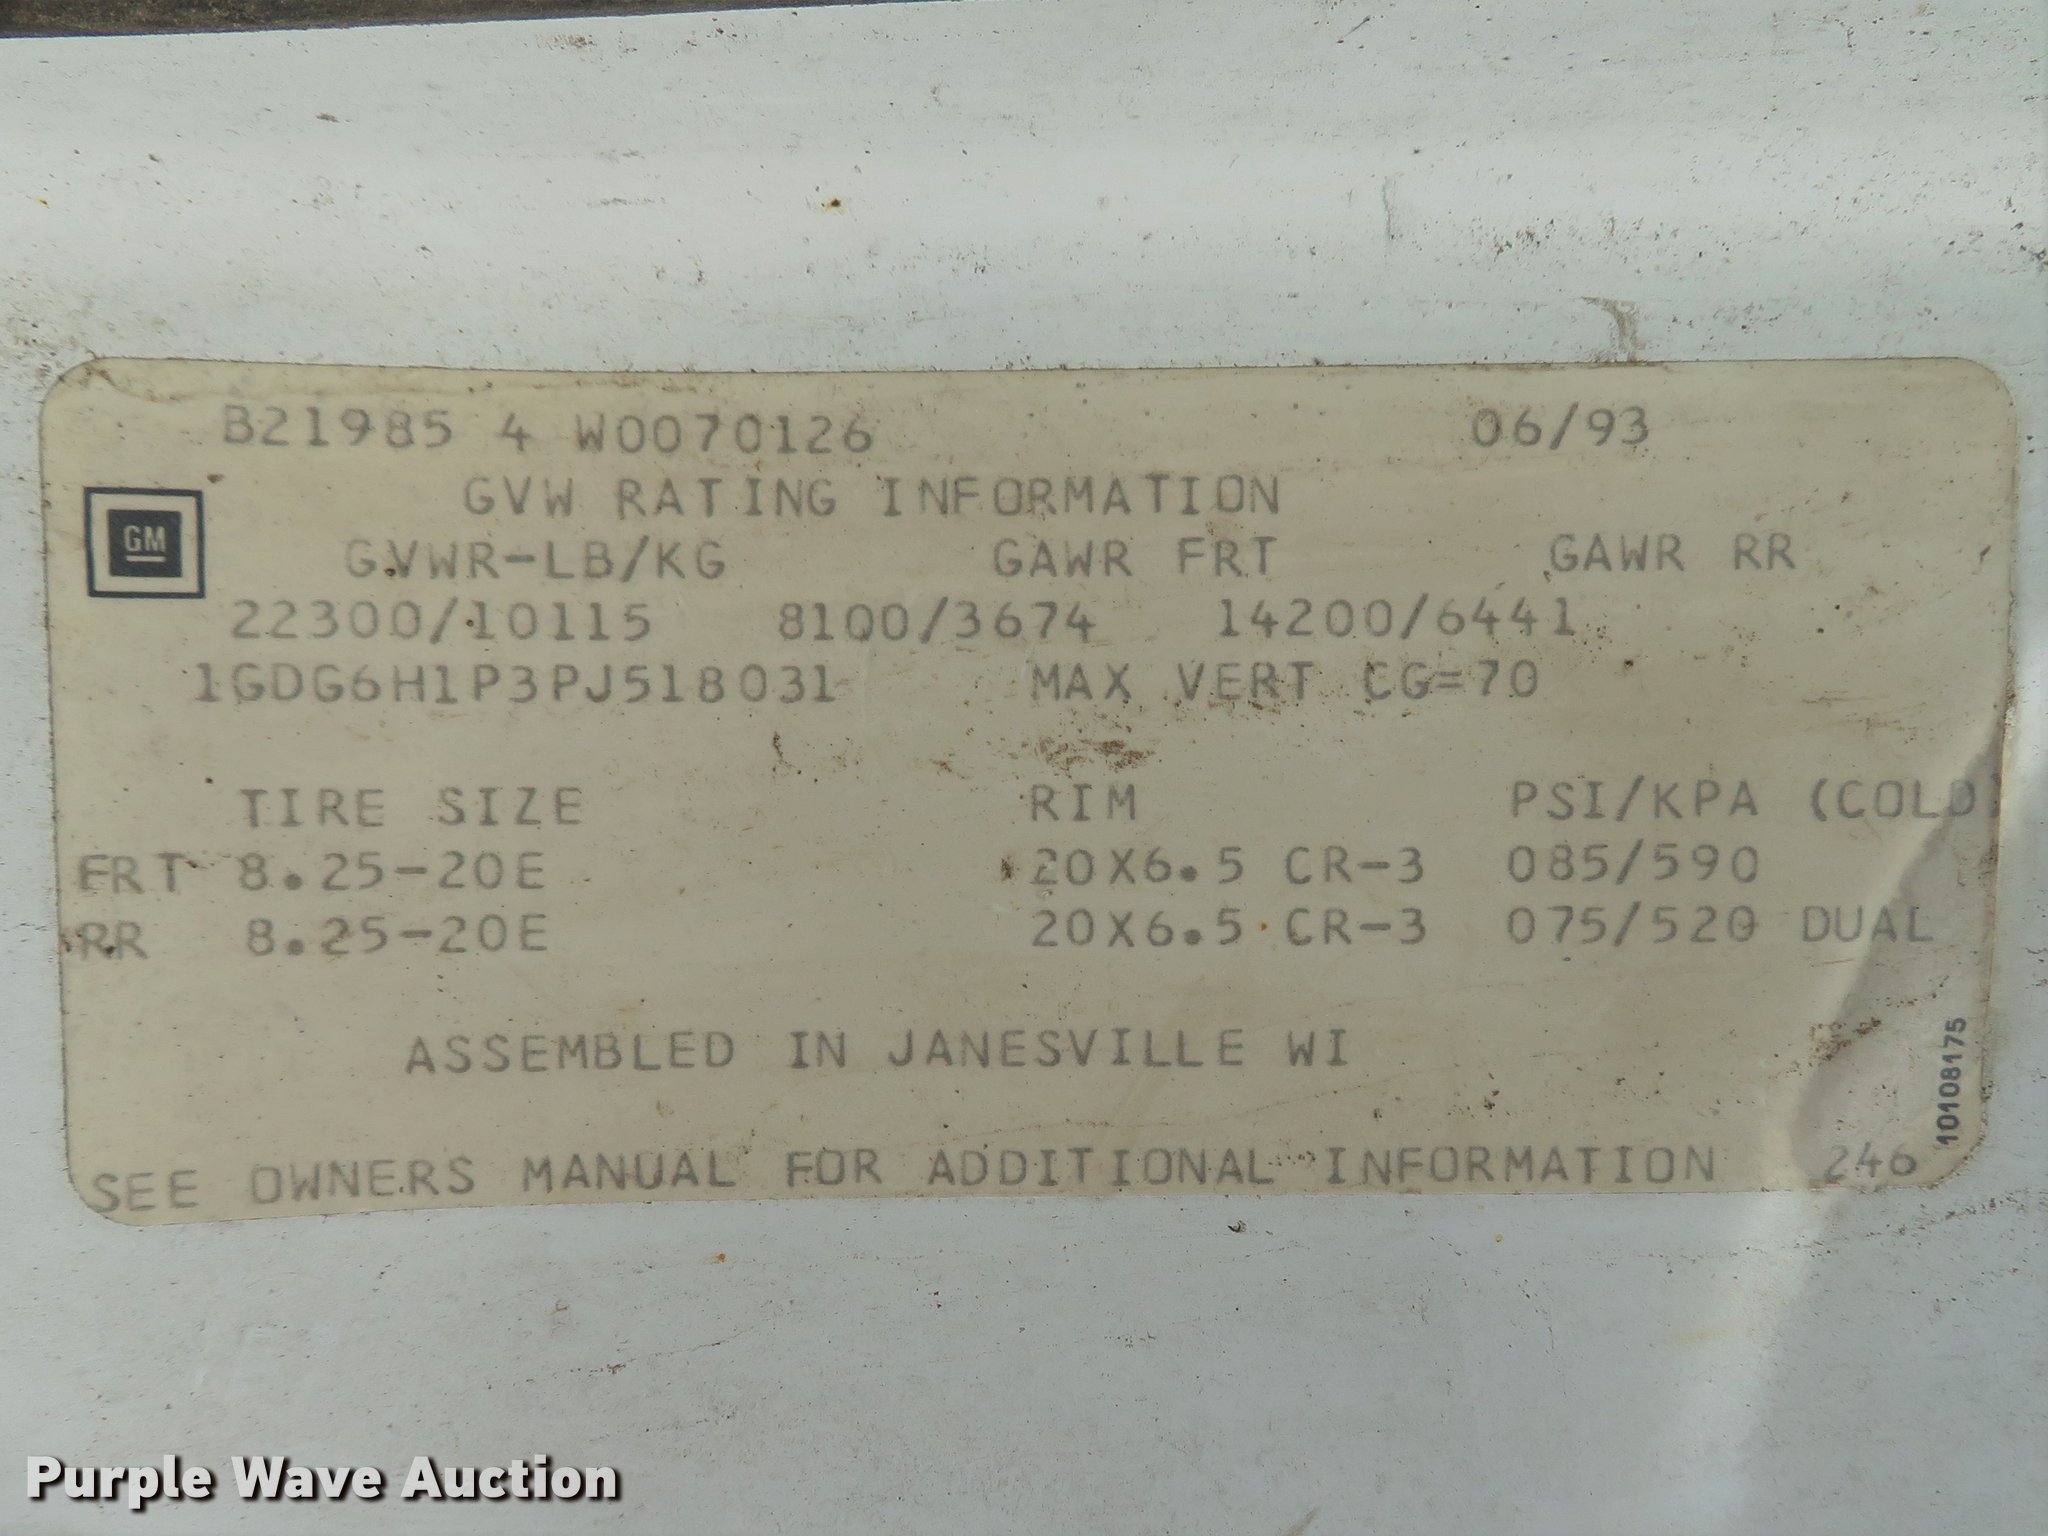 B21985 4 W0070126 06/93
GVW RATING INFORMATION
GM
GVWR-LB/KG GAWR FRT GAWR RR
22300/10115 8100/3674 14200/6441
1GDG6H1P3PJ518031 MAX VERT CG=70
TIRE SIZE RIM PSI/KPA (COLD)
FRT 8.25-20E 20X6.5 CR-3 085/590
RR 8.25-20E 20X6.5 CR-3 075/520 DUAL
ASSEMBLED IN JANESVILLE WI
10108175
SEE OWNERS MANUAL FOR ADDITIONAL INFORMATION 246
Purple Wave Auction